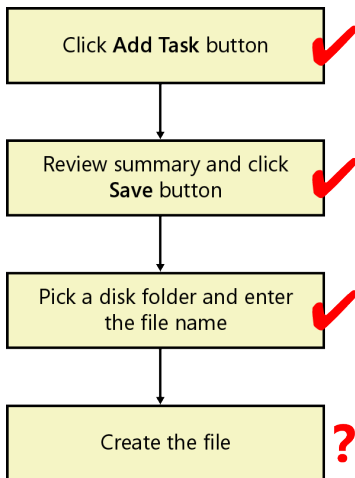 Click Add Task button
Review summary and click
Save button
Pick a disk folder and enter
the file name
Create the file
?